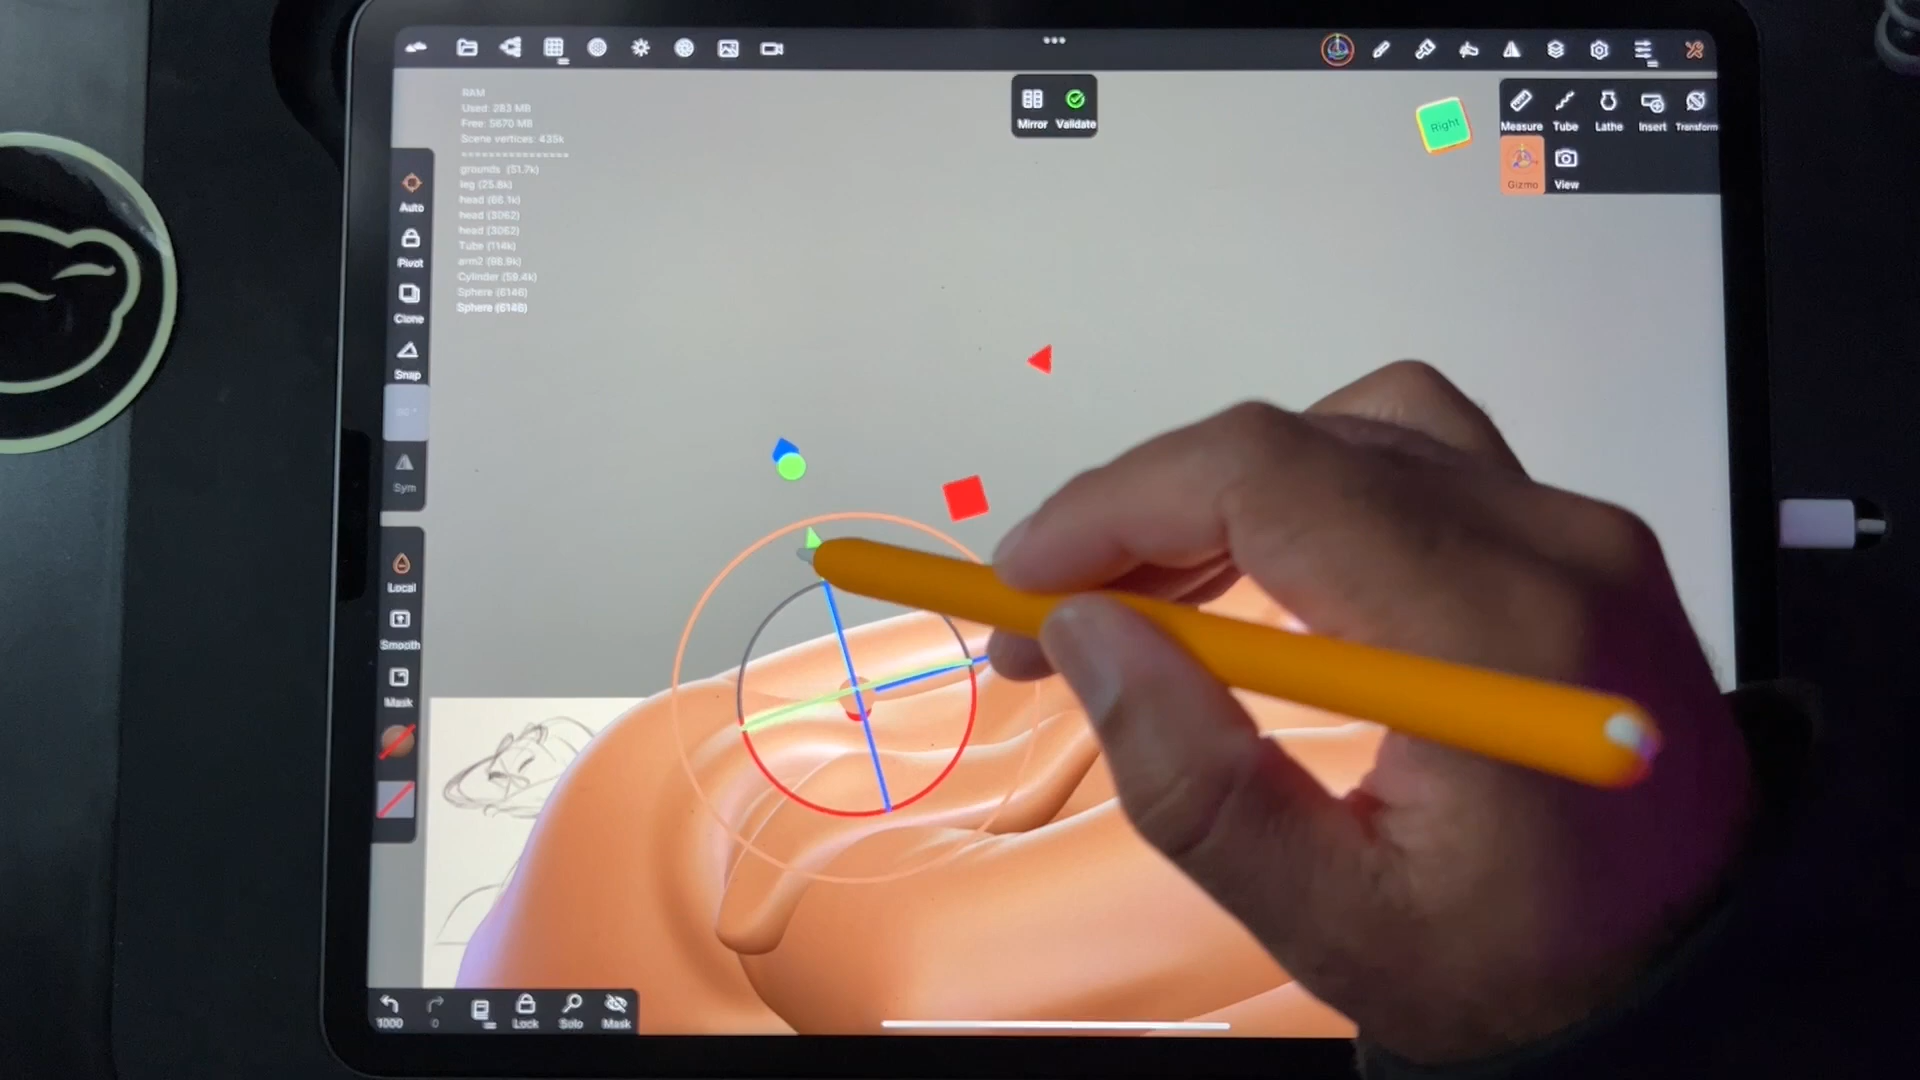 RAM
Used: 283 MB
Free: 5670 MB
Scene vertices: 435k
==================
grounds (51.7k)
leg (25.8k)
head (66.1k)
head (3062)
head (3062)
Tube (114k)
arm2 (98.9k)
Cylinder (59.4k)
Sphere (6146)
Sphere (6146)
Mirror Validate
Right
Measure Tube Lathe Insert Transform
Gizmo View
Auto
Pivot
Clone
Snap
Sym
Local
Smooth
Mask
1000 0 Lock Solo Mask